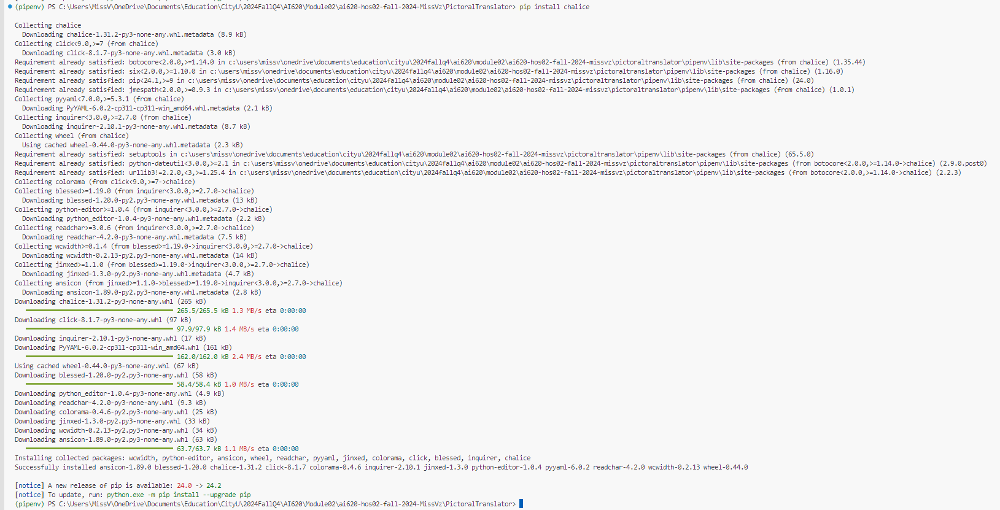 (pipenv) PS C:\Users\MissV\OneDrive\Documents\Education\CityU\2024FallQ4\AI620\Module02\ai620-hos02-fall-2024-MissVz\PictoralTranslator> pip install chalice
Collecting chalice
  Downloading chalice-1.31.2-py3-none-any.whl.metadata (8.9 kB)
Collecting click<9.0,>=7 (from chalice)
  Downloading click-8.1.7-py3-none-any.whl.metadata (3.0 kB)
Requirement already satisfied: botocore<2.0.0,>=1.14.0 in c:\users\missv\onedrive\documents\education\cityu\2024fallq4\ai620\module02\ai620-hos02-fall-2024-missvz\pictoraltranslator\pipenv\lib\site-packages (from chalice) (1.35.44)
Requirement already satisfied: six<2.0.0,>=1.10.0 in c:\users\missv\onedrive\documents\education\cityu\2024fallq4\ai620\module02\ai620-hos02-fall-2024-missvz\pictoraltranslator\pipenv\lib\site-packages (from chalice) (1.16.0)
Requirement already satisfied: pip<24.1,>=9 in c:\users\missv\onedrive\documents\education\cityu\2024fallq4\ai620\module02\ai620-hos02-fall-2024-missvz\pictoraltranslator\pipenv\lib\site-packages (from chalice) (24.0)
Requirement already satisfied: jmespath<2.0.0,>=0.9.3 in c:\users\missv\onedrive\documents\education\cityu\2024fallq4\ai620\module02\ai620-hos02-fall-2024-missvz\pictoraltranslator\pipenv\lib\site-packages (from chalice) (1.0.1)
Collecting pyyaml<7.0.0,>=5.3.1 (from chalice)
  Downloading PyYAML-6.0.2-cp311-cp311-win_amd64.whl.metadata (2.1 kB)
Collecting inquirer<3.0.0,>=2.7.0 (from chalice)
  Downloading inquirer-2.10.1-py3-none-any.whl.metadata (8.7 kB)
Collecting wheel (from chalice)
  Using cached wheel-0.44.0-py3-none-any.whl.metadata (2.3 kB)
Requirement already satisfied: setuptools in c:\users\missv\onedrive\documents\education\cityu\2024fallq4\ai620\module02\ai620-hos02-fall-2024-missvz\pictoraltranslator\pipenv\lib\site-packages (from chalice) (65.5.0)
Requirement already satisfied: python-dateutil<3.0.0,>=2.1 in c:\users\missv\onedrive\documents\education\cityu\2024fallq4\ai620\module02\ai620-hos02-fall-2024-missvz\pictoraltranslator\pipenv\lib\site-packages (from botocore<2.0.0,>=1.14.0->chalice) (2.9.0.post0)
Requirement already satisfied: urllib3!=2.2.0,<3,>=1.25.4 in c:\users\missv\onedrive\documents\education\cityu\2024fallq4\ai620\module02\ai620-hos02-fall-2024-missvz\pictoraltranslator\pipenv\lib\site-packages (from botocore<2.0.0,>=1.14.0->chalice) (2.2.3)
Collecting colorama (from click<9.0,>=7->chalice)
Collecting blessed>=1.19.0 (from inquirer<3.0.0,>=2.7.0->chalice)
  Downloading blessed-1.20.0-py2.py3-none-any.whl.metadata (13 kB)
Collecting python-editor>=1.0.4 (from inquirer<3.0.0,>=2.7.0->chalice)
  Downloading python_editor-1.0.4-py3-none-any.whl.metadata (2.2 kB)
Collecting readchar>=3.0.6 (from inquirer<3.0.0,>=2.7.0->chalice)
  Downloading readchar-4.2.0-py3-none-any.whl.metadata (7.5 kB)
Collecting wcwidth>=0.1.4 (from blessed>=1.19.0->inquirer<3.0.0,>=2.7.0->chalice)
  Downloading wcwidth-0.2.13-py2.py3-none-any.whl.metadata (14 kB)
Collecting jinxed>=1.1.0 (from blessed>=1.19.0->inquirer<3.0.0,>=2.7.0->chalice)
  Downloading jinxed-1.3.0-py2.py3-none-any.whl.metadata (4.7 kB)
Collecting ansicon (from jinxed>=1.1.0->blessed>=1.19.0->inquirer<3.0.0,>=2.7.0->chalice)
  Downloading ansicon-1.89.0-py2.py3-none-any.whl.metadata (2.8 kB)
Downloading chalice-1.31.2-py3-none-any.whl (265 kB)
265.5/265.5 kB 1.3 MB/s eta 0:00:00
Downloading click-8.1.7-py3-none-any.whl (97 kB)
97.9/97.9 kB 1.4 MB/s eta 0:00:00
Downloading inquirer-2.10.1-py3-none-any.whl (17 kB)
Downloading PyYAML-6.0.2-cp311-cp311-win_amd64.whl (161 kB)
162.0/162.0 kB 2.4 MB/s eta 0:00:00
Using cached wheel-0.44.0-py3-none-any.whl (67 kB)
Downloading blessed-1.20.0-py2.py3-none-any.whl (58 kB)
58.4/58.4 kB 1.0 MB/s eta 0:00:00
Downloading python_editor-1.0.4-py3-none-any.whl (4.9 kB)
Downloading readchar-4.2.0-py3-none-any.whl (9.3 kB)
Downloading colorama-0.4.6-py2.py3-none-any.whl (25 kB)
Downloading jinxed-1.3.0-py2.py3-none-any.whl (33 kB)
Downloading wcwidth-0.2.13-py2.py3-none-any.whl (34 kB)
Downloading ansicon-1.89.0-py2.py3-none-any.whl (63 kB)
63.7/63.7 kB 1.1 MB/s eta 0:00:00
Installing collected packages: wcwidth, python-editor, ansicon, wheel, readchar, pyyaml, jinxed, colorama, click, blessed, inquirer, chalice
Successfully installed ansicon-1.89.0 blessed-1.20.0 chalice-1.31.2 click-8.1.7 colorama-0.4.6 inquirer-2.10.1 jinxed-1.3.0 python-editor-1.0.4 pyyaml-6.0.2 readchar-4.2.0 wcwidth-0.2.13 wheel-0.44.0
[notice] A new release of pip is available: 24.0 -> 24.2
[notice] To update, run: python.exe -m pip install --upgrade pip
(pipenv) PS C:\Users\MissV\OneDrive\Documents\Education\CityU\2024FallQ4\AI620\Module02\ai620-hos02-fall-2024-MissVz\PictoralTranslator>